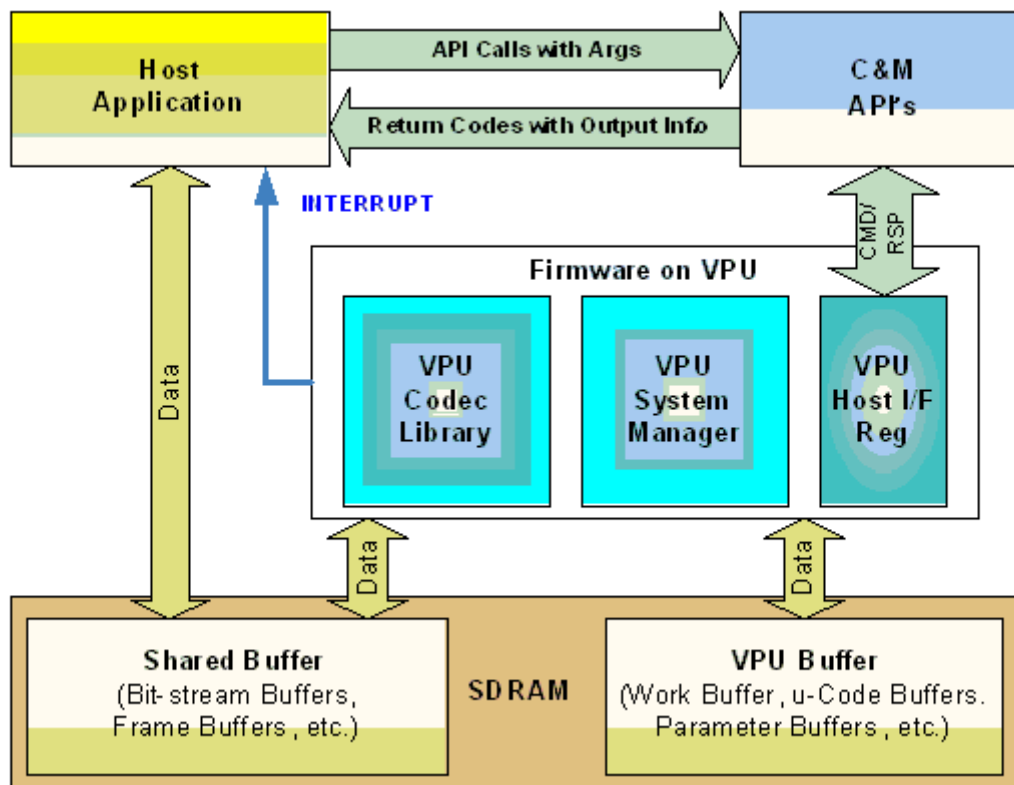 Host
Application
API Calls with Args
Return Codes with Output Info.
C&M
API's
INTERRUPT
CMD/
RSP
Firmware on VPU
VPU
Codec
Library
VPU
System
Manager
VPU
Host I/F
Reg
Data
Data
Data
Shared Buffer
(Bit-stream Buffers,
Frame Buffers , etc.)
SDRAM
VPU Buffer
(Work Buffer, u-Code Buffers.
Parameter Buffers , etc.)